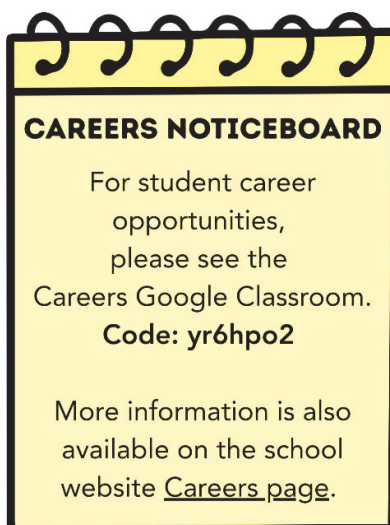 CAREERS NOTICEBOARD
For student career
opportunities,
please see the
Careers Google Classroom.
Code: yr6hpo2
More information is also
available on the school
website Careers page.